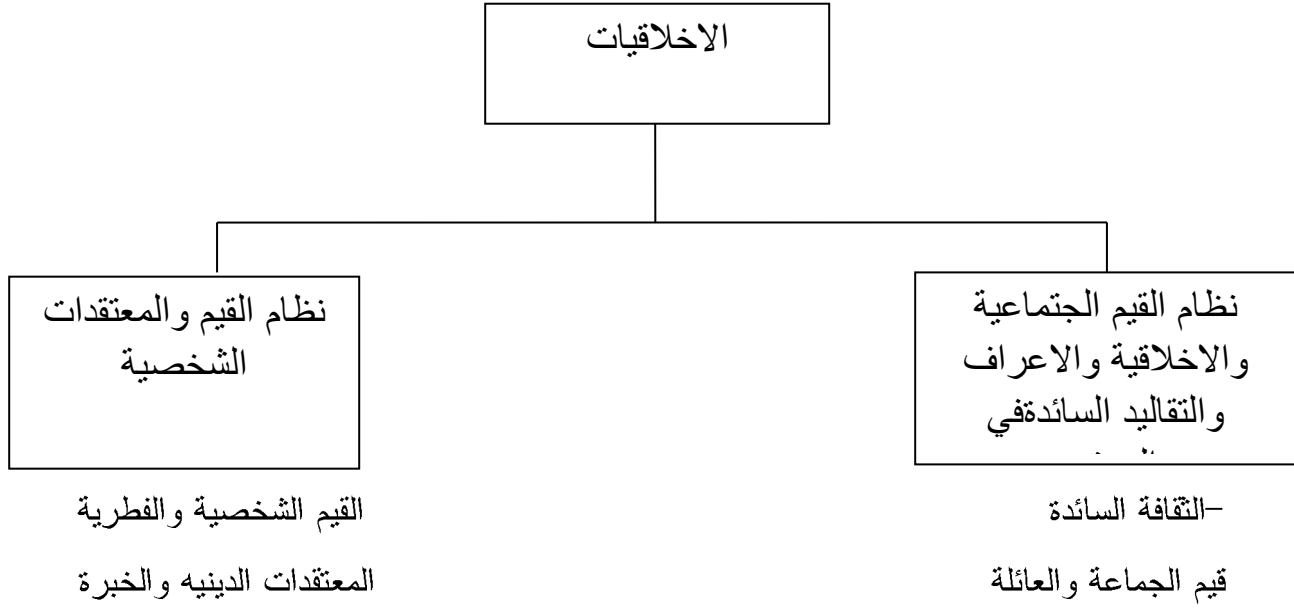 الاخلاقيات
نظام القيم الجتماعية
والاخلاقية والاعراف
والتقاليد السائدةفي
نظام القيم والمعتقدات
الشخصية
–الثقافة السائدة
القيم الشخصية والفطرية
قيم الجماعة والعائلة
المعتقدات الدينيه والخبرة